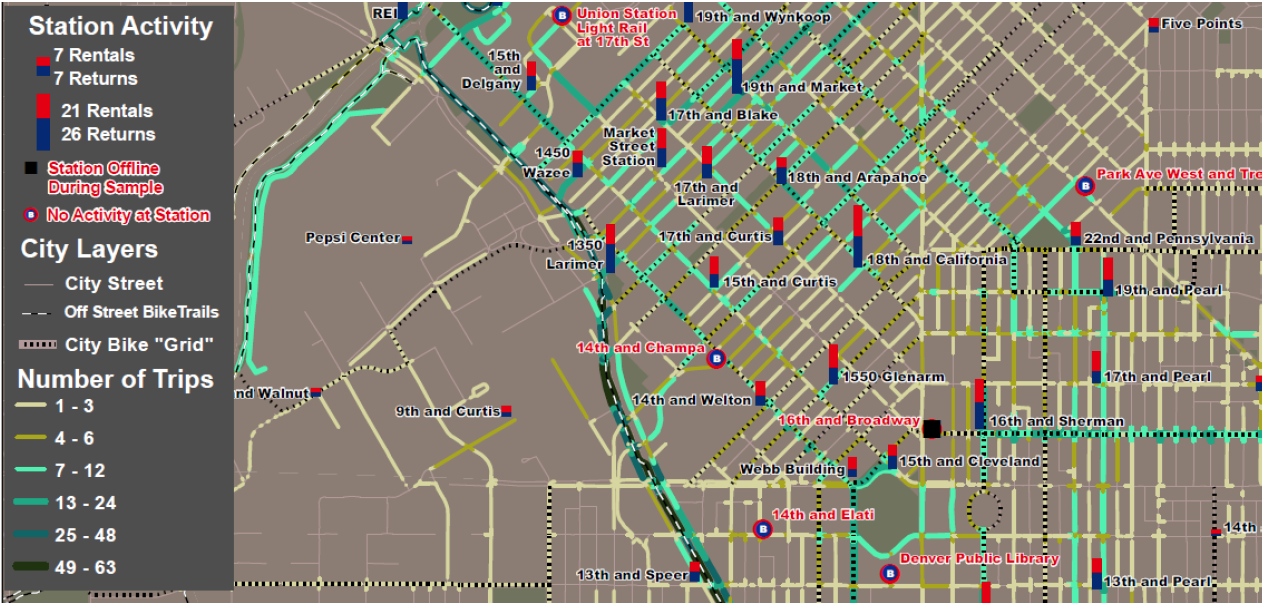 Station Activity
7 Rentals
7 Returns
21 Rentals
26 Returns
Station Offline
During Sample
B No Activity at Station
City Layers
City Street
Off Street BikeTrails
City Bike "Grid"
Number of Trips
1 - 3
4 - 6
7 - 12
13 - 24
25 - 48
49 - 63
REI
B
Union Station
Light Rail
at 17th St
19th and Wynkoop
Five Points
15th
and
Delgany
19th and Market
17th and Blake
Market
Street
Station
1450
Wazee
17th and
Larimer
18th and Arapahoe
B
Park Ave West and Tre
Pepsi Center
1350
Larimer
17th and Curtis
22nd and Pennsylvania
18th and California
15th and Curtis
19th and Pearl
14th and Champa
B
1550 Glenarm
17th and Pearl
nd Walnut
9th and Curtis
14th and Welton
16th and Broadway
16th and Sherman
Webb Building
15th and Cleveland
14th and Elati
B
14th
Denver Public Library
B
13th and Speer
13th and Pearl